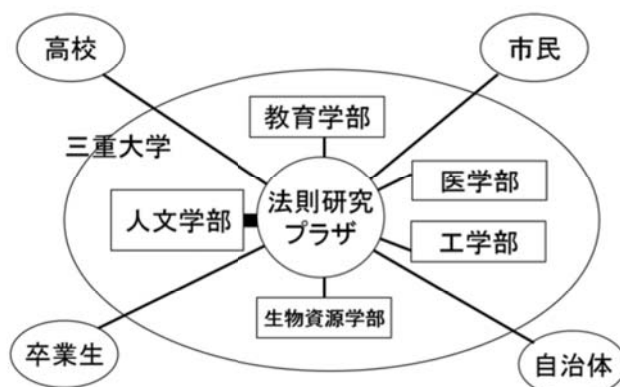 高校
市民
教育学部
三重大学
医学部
法則研究
プラザ
人文学部
工学部
生物資源学部
卒業生
自治体